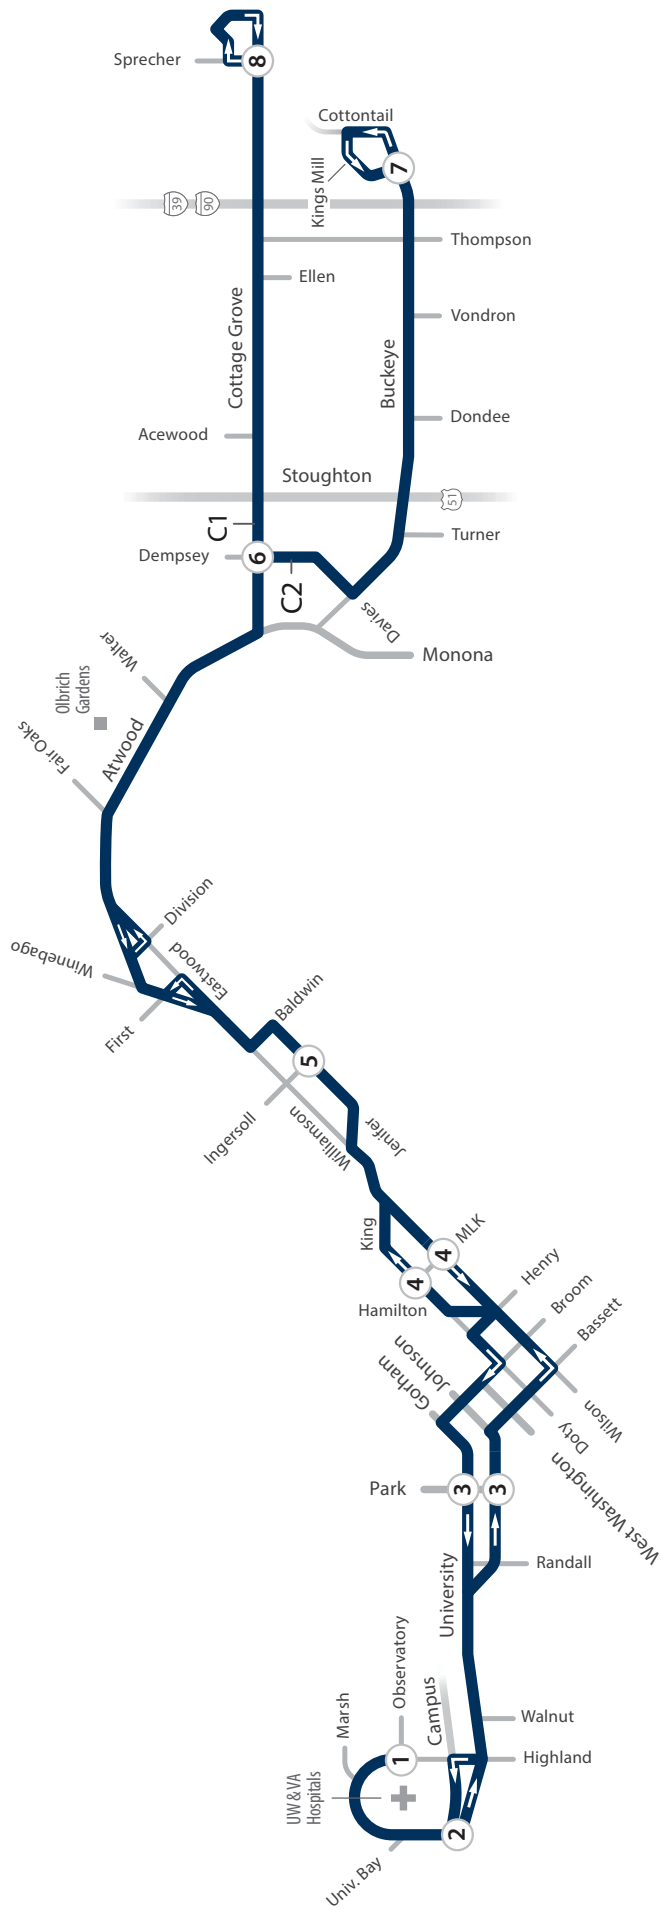 Sprecher
8
Cottontail
7
Kings Mill
39
90
Thompson
Ellen
Cottage Grove
Vondron
Buckeye
Acewood
Dondee
Stoughton
51
C1
Turner
Dempsey
6
C2
Davies
Monona
Walter
Olbrich
Gardens
Fair Oaks
Atwood
Division
Winnebago
Eastwood
First
Baldwin
5
Ingersoll
Williamson
Jenifer
King
MLK
4
4
Hamilton
Henry
Broom
Bassett
Johnson
Gorham
Wilson
Doty
West Washington
Park
3
3
Randall
University
Observatory
Campus
Marsh
Walnut
1
Highland
UW & VA
Hospitals
2
Univ. Bay